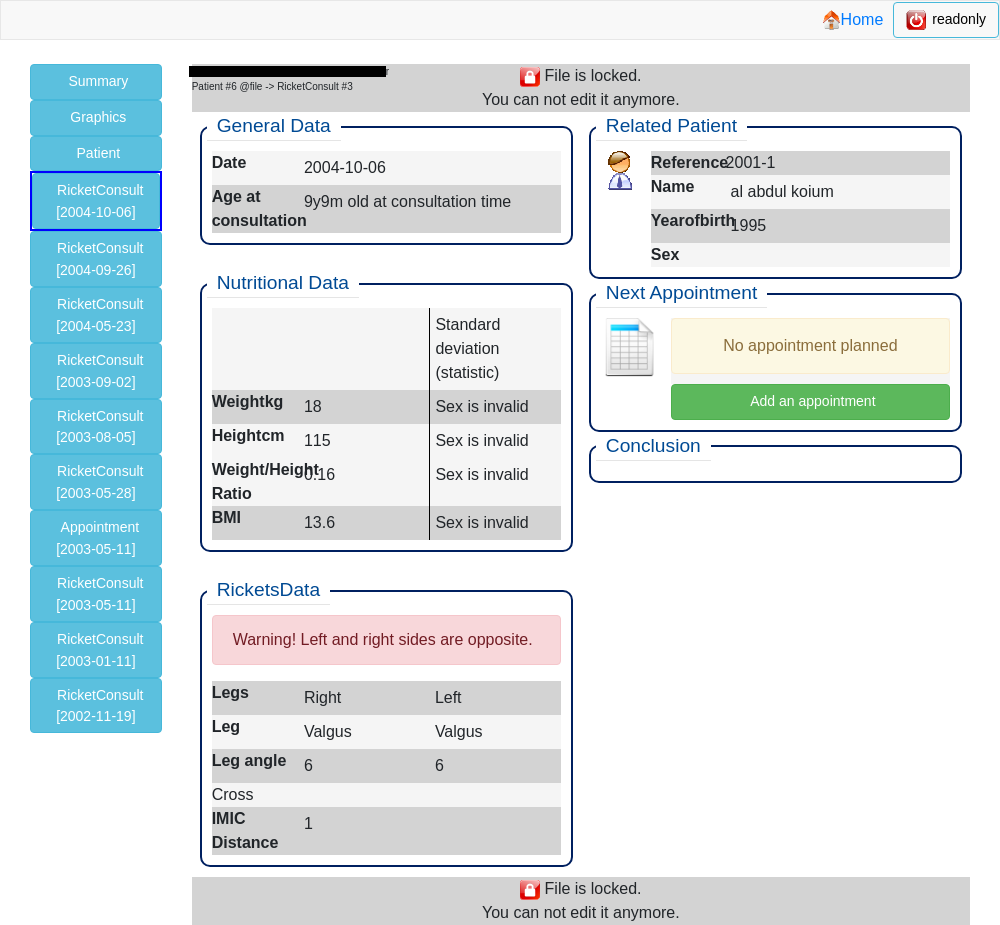 Home
readonly
Summary
Graphics
Patient
RicketConsult
[2004-10-06]
RicketConsult
[2004-09-26]
RicketConsult
[2004-05-23]
RicketConsult
[2003-09-02]
RicketConsult
[2003-08-05]
RicketConsult
[2003-05-28]
Appointment
[2003-05-11]
RicketConsult
[2003-05-11]
RicketConsult
[2003-01-11]
RicketConsult
[2002-11-19]
Patient #6 @file -> RicketConsult #3
File is locked.
You can not edit it anymore.
General Data
Date 2004-10-06
Age at consultation 9y9m old at consultation time
Nutritional Data
Standard
deviation
(statistic)
Weightkg 18 Sex is invalid
Heightcm 115 Sex is invalid
Weight/Height Ratio 0.16 Sex is invalid
BMI 13.6 Sex is invalid
RicketsData
Warning! Left and right sides are opposite.
Legs Right Left
Leg Valgus Valgus
Leg angle 6 6
Cross
IMIC Distance 1
Related Patient
Reference 2001-1
Name al abdul koium
Yearofbirth 1995
Sex
Next Appointment
No appointment planned
Add an appointment
Conclusion
File is locked.
You can not edit it anymore.